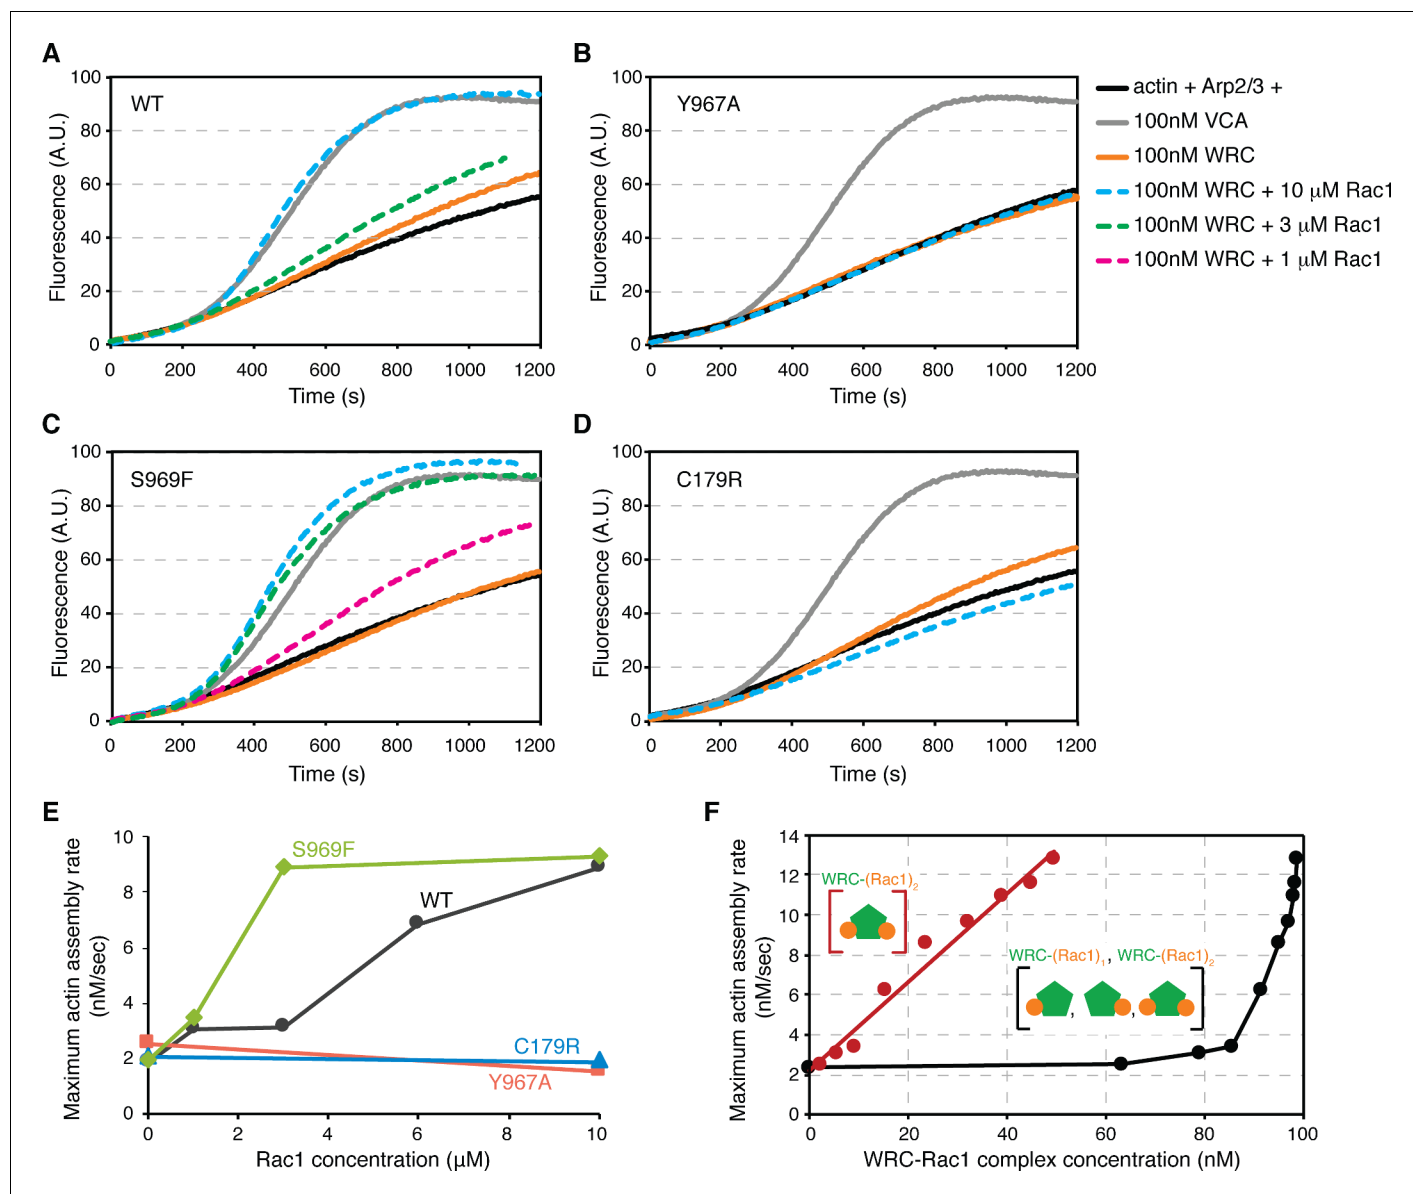 A
100
80
60
40
20
0
Fluorescence (A.U.)
WT
0 200 400 600 800 1000 1200
Time (s)
B
100
80
60
40
20
0
Fluorescence (A.U.)
Y967A
0 200 400 600 800 1000 1200
Time (s)
actin + Arp2/3 +
100nM VCA
100nM WRC
100nM WRC + 10 µM Rac1
100nM WRC + 3 µM Rac1
100nM WRC + 1 µM Rac1
C
100
80
60
40
20
0
Fluorescence (A.U.)
S969F
0 200 400 600 800 1000 1200
Time (s)
D
100
80
60
40
20
0
Fluorescence (A.U.)
C179R
0 200 400 600 800 1000 1200
Time (s)
E
10
8
6
4
2
0
Maximum actin assembly rate
(nM/sec)
S969F
WT
C179R
Y967A
0 2 4 6 8 10
Rac1 concentration (µM)
F
14
12
10
8
6
4
2
0
Maximum actin assembly rate
(nM/sec)
WRC-(Rac1)₂
WRC-(Rac1)₁, WRC-(Rac1)₂
, ,
0 20 40 60 80 100
WRC-Rac1 complex concentration (nM)